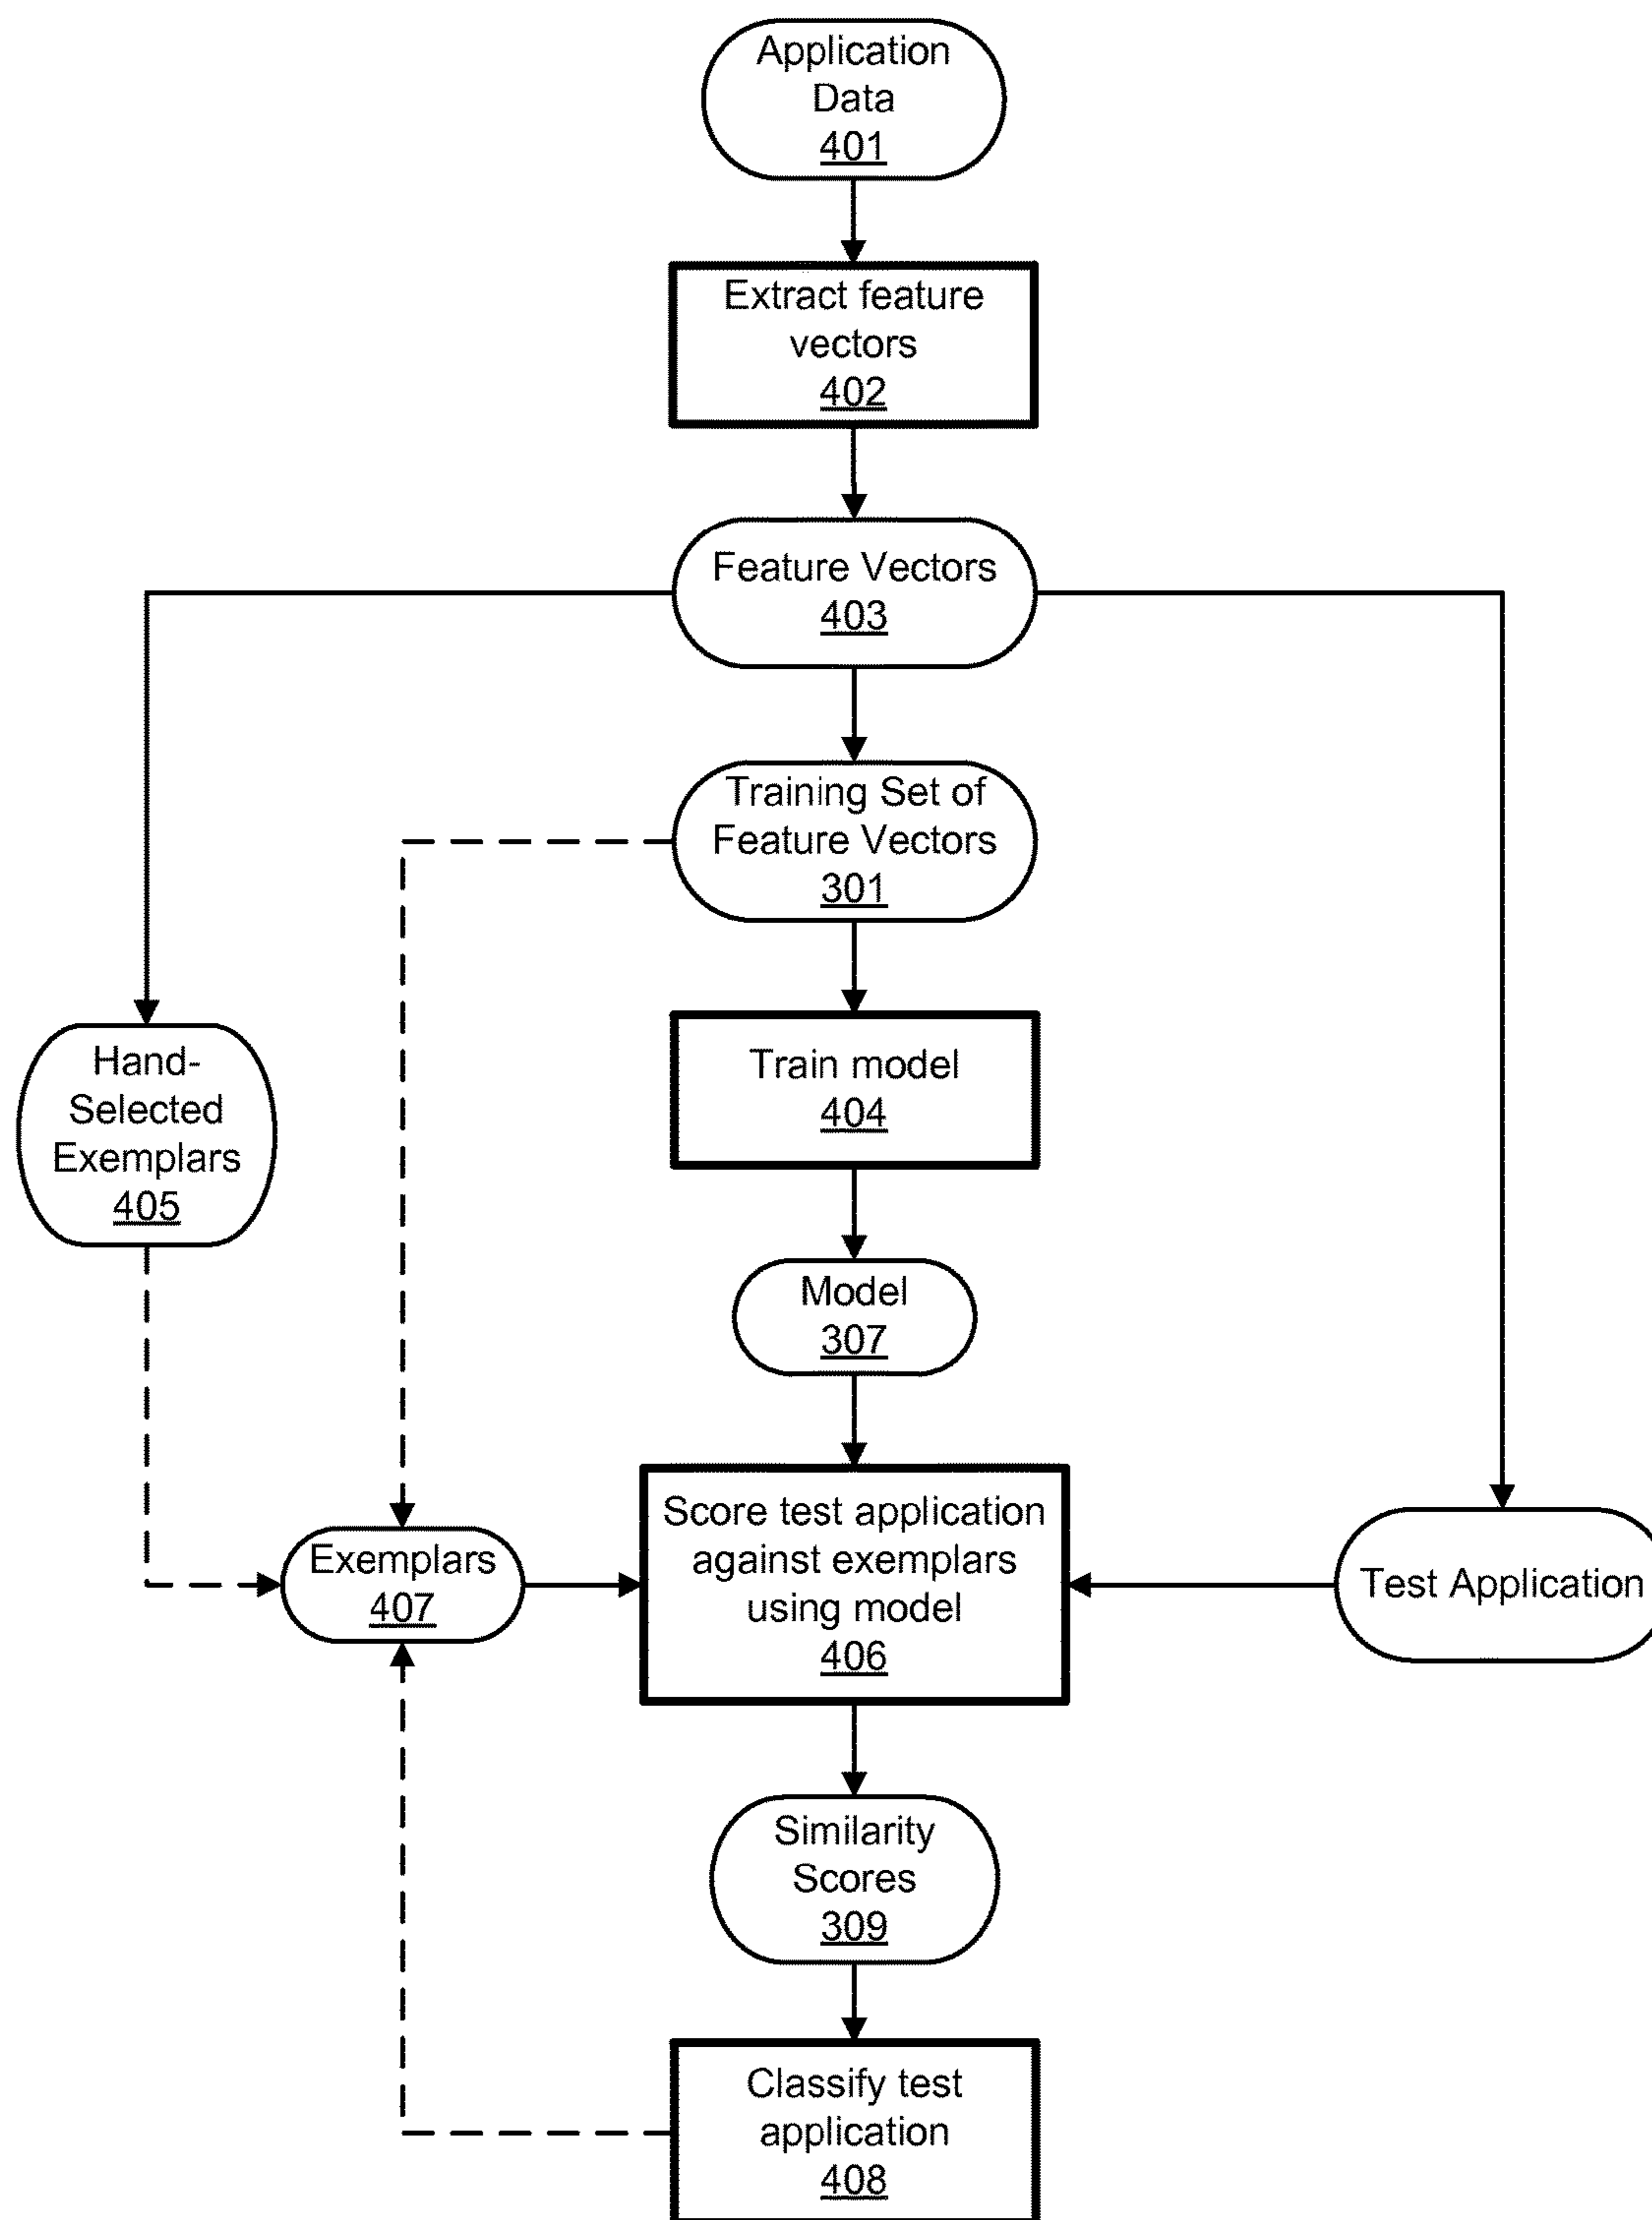 Application
Data
401
Extract feature
vectors
402
Feature Vectors
403
Training Set of
Feature Vectors
301
Hand-
Selected
Exemplars
405
Train model
404
Model
307
Exemplars
407
Score test application
against exemplars
using model
406
Test Application
Similarity
Scores
309
Classify test
application
408